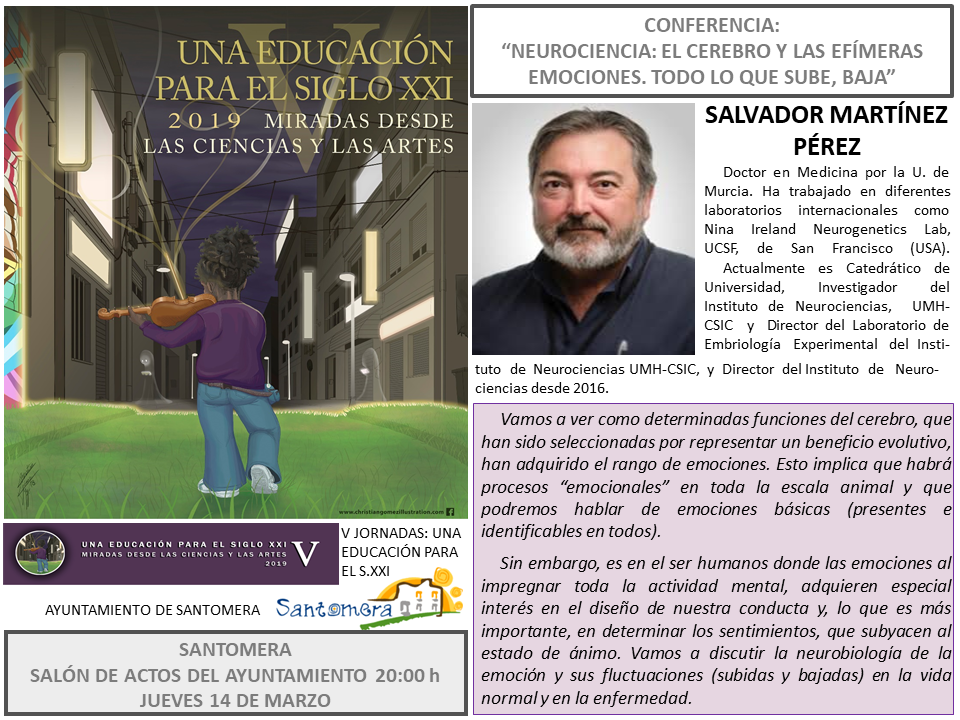 V
UNA EDUCACIÓN
PARA EL SIGLO XXI
2019 MIRADAS DESDE
LAS CIENCIAS Y LAS ARTES
www.christiangomezillustration.com
UNA EDUCACIÓN PARA EL SIGLO XXI
MIRADAS DESDE LAS CIENCIAS Y LAS ARTES
2019
V
V JORNADAS: UNA
EDUCACIÓN PARA
EL S.XXI
AYUNTAMIENTO DE SANTOMERA
Santomera
SANTOMERA
SALÓN DE ACTOS DEL AYUNTAMIENTO 20:00 h
JUEVES 14 DE MARZO
CONFERENCIA:
“NEUROCIENCIA: EL CEREBRO Y LAS EFÍMERAS
EMOCIONES. TODO LO QUE SUBE, BAJA”
SALVADOR MARTÍNEZ
PÉREZ
Doctor en Medicina por la U. de
Murcia. Ha trabajado en diferentes
laboratorios internacionales como
Nina Ireland Neurogenetics Lab,
UCSF, de San Francisco (USA).
Actualmente es Catedrático de
Universidad, Investigador del
Instituto de Neurociencias, UMH-
CSIC y Director del Laboratorio de
Embriología Experimental del Insti-
tuto de Neurociencias UMH-CSIC, y Director del Instituto de Neuro-
ciencias desde 2016.
Vamos a ver como determinadas funciones del cerebro, que
han sido seleccionadas por representar un beneficio evolutivo,
han adquirido el rango de emociones. Esto implica que habrá
procesos “emocionales” en toda la escala animal y que
podremos hablar de emociones básicas (presentes e
identificables en todos).
Sin embargo, es en el ser humanos donde las emociones al
impregnar toda la actividad mental, adquieren especial
interés en el diseño de nuestra conducta y, lo que es más
importante, en determinar los sentimientos, que subyacen al
estado de ánimo. Vamos a discutir la neurobiología de la
emoción y sus fluctuaciones (subidas y bajadas) en la vida
normal y en la enfermedad.